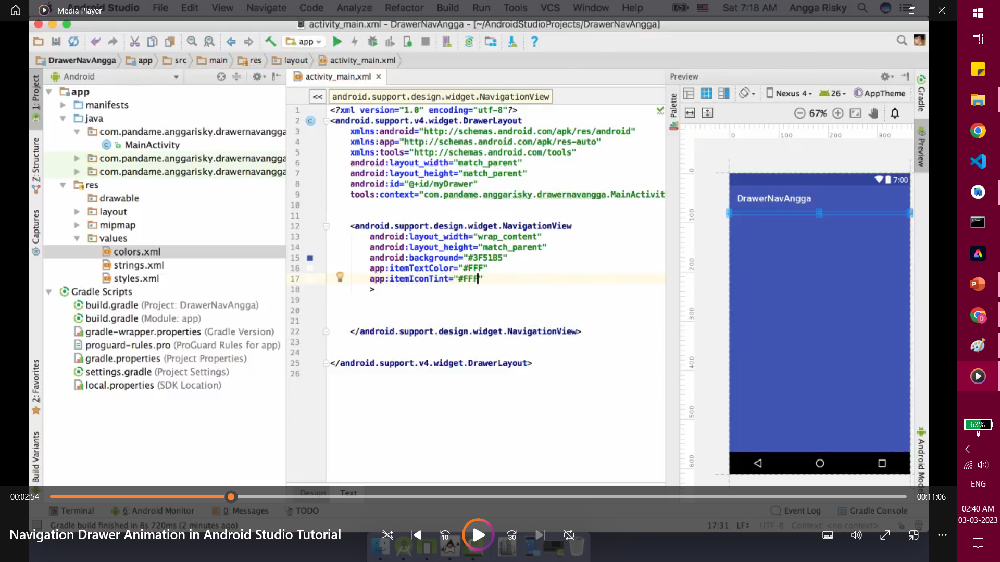 Media Player
Android Studio File Edit View Navigate Code Analyze Refactor Build Run Tools VCS Window Help Sat 7:18 AM Angga Risky
activity_main.xml - DrawerNavAngga - [~/AndroidStudioProjects/DrawerNavAngga]
app
DrawerNavAngga app src main res layout activity_main.xml
1: Project
Z: Structure
Captures
2: Favorites
Build Variants
Android
app
manifests
java
com.pandame.anggarisky.drawernavangga
MainActivity
com.pandame.anggarisky.drawernavangga
com.pandame.anggarisky.drawernavangga
res
drawable
layout
mipmap
values
colors.xml
strings.xml
styles.xml
Gradle Scripts
build.gradle (Project: DrawerNavAngga)
build.gradle (Module: app)
gradle-wrapper.properties (Gradle Version)
proguard-rules.pro (ProGuard Rules for app)
gradle.properties (Project Properties)
settings.gradle (Project Settings)
local.properties (SDK Location)
activity_main.xml
<< android.support.design.widget.NavigationView
1 <?xml version="1.0" encoding="utf-8"?>
2 <android.support.v4.widget.DrawerLayout
3 xmlns:android="http://schemas.android.com/apk/res/android"
4 xmlns:app="http://schemas.android.com/apk/res-auto"
5 xmlns:tools="http://schemas.android.com/tools"
6 android:layout_width="match_parent"
7 android:layout_height="match_parent"
8 android:id="@+id/myDrawer"
9 tools:context="com.pandame.anggarisky.drawernavangga.MainActivit
10
11
12 <android.support.design.widget.NavigationView
13 android:layout_width="wrap_content"
14 android:layout_height="match_parent"
15 android:background="#3F51B5"
16 app:itemTextColor="#FFF"
17 app:itemIconTint="#FFF"
18 >
19
20
21
22 </android.support.design.widget.NavigationView>
23
24
25 </android.support.v4.widget.DrawerLayout>
26
Design Text
Preview
Palette
Nexus 4 26 AppTheme
67%
0 100 200 300
0
100
200
300
400
500
600
7:00
DrawerNavAngga
Gradle
Preview
Android Model
00:02:54
00:11:06
Terminal 6: Android Monitor 0: Messages TODO Event Log Gradle Console
Gradle build finished in 8s 720ms (2 minutes ago) 17:31 LF UTF-8 Context: <no context>
Navigation Drawer Animation in Android Studio Tutorial
10
30
D
63%
ENG
02:40 AM
03-03-2023